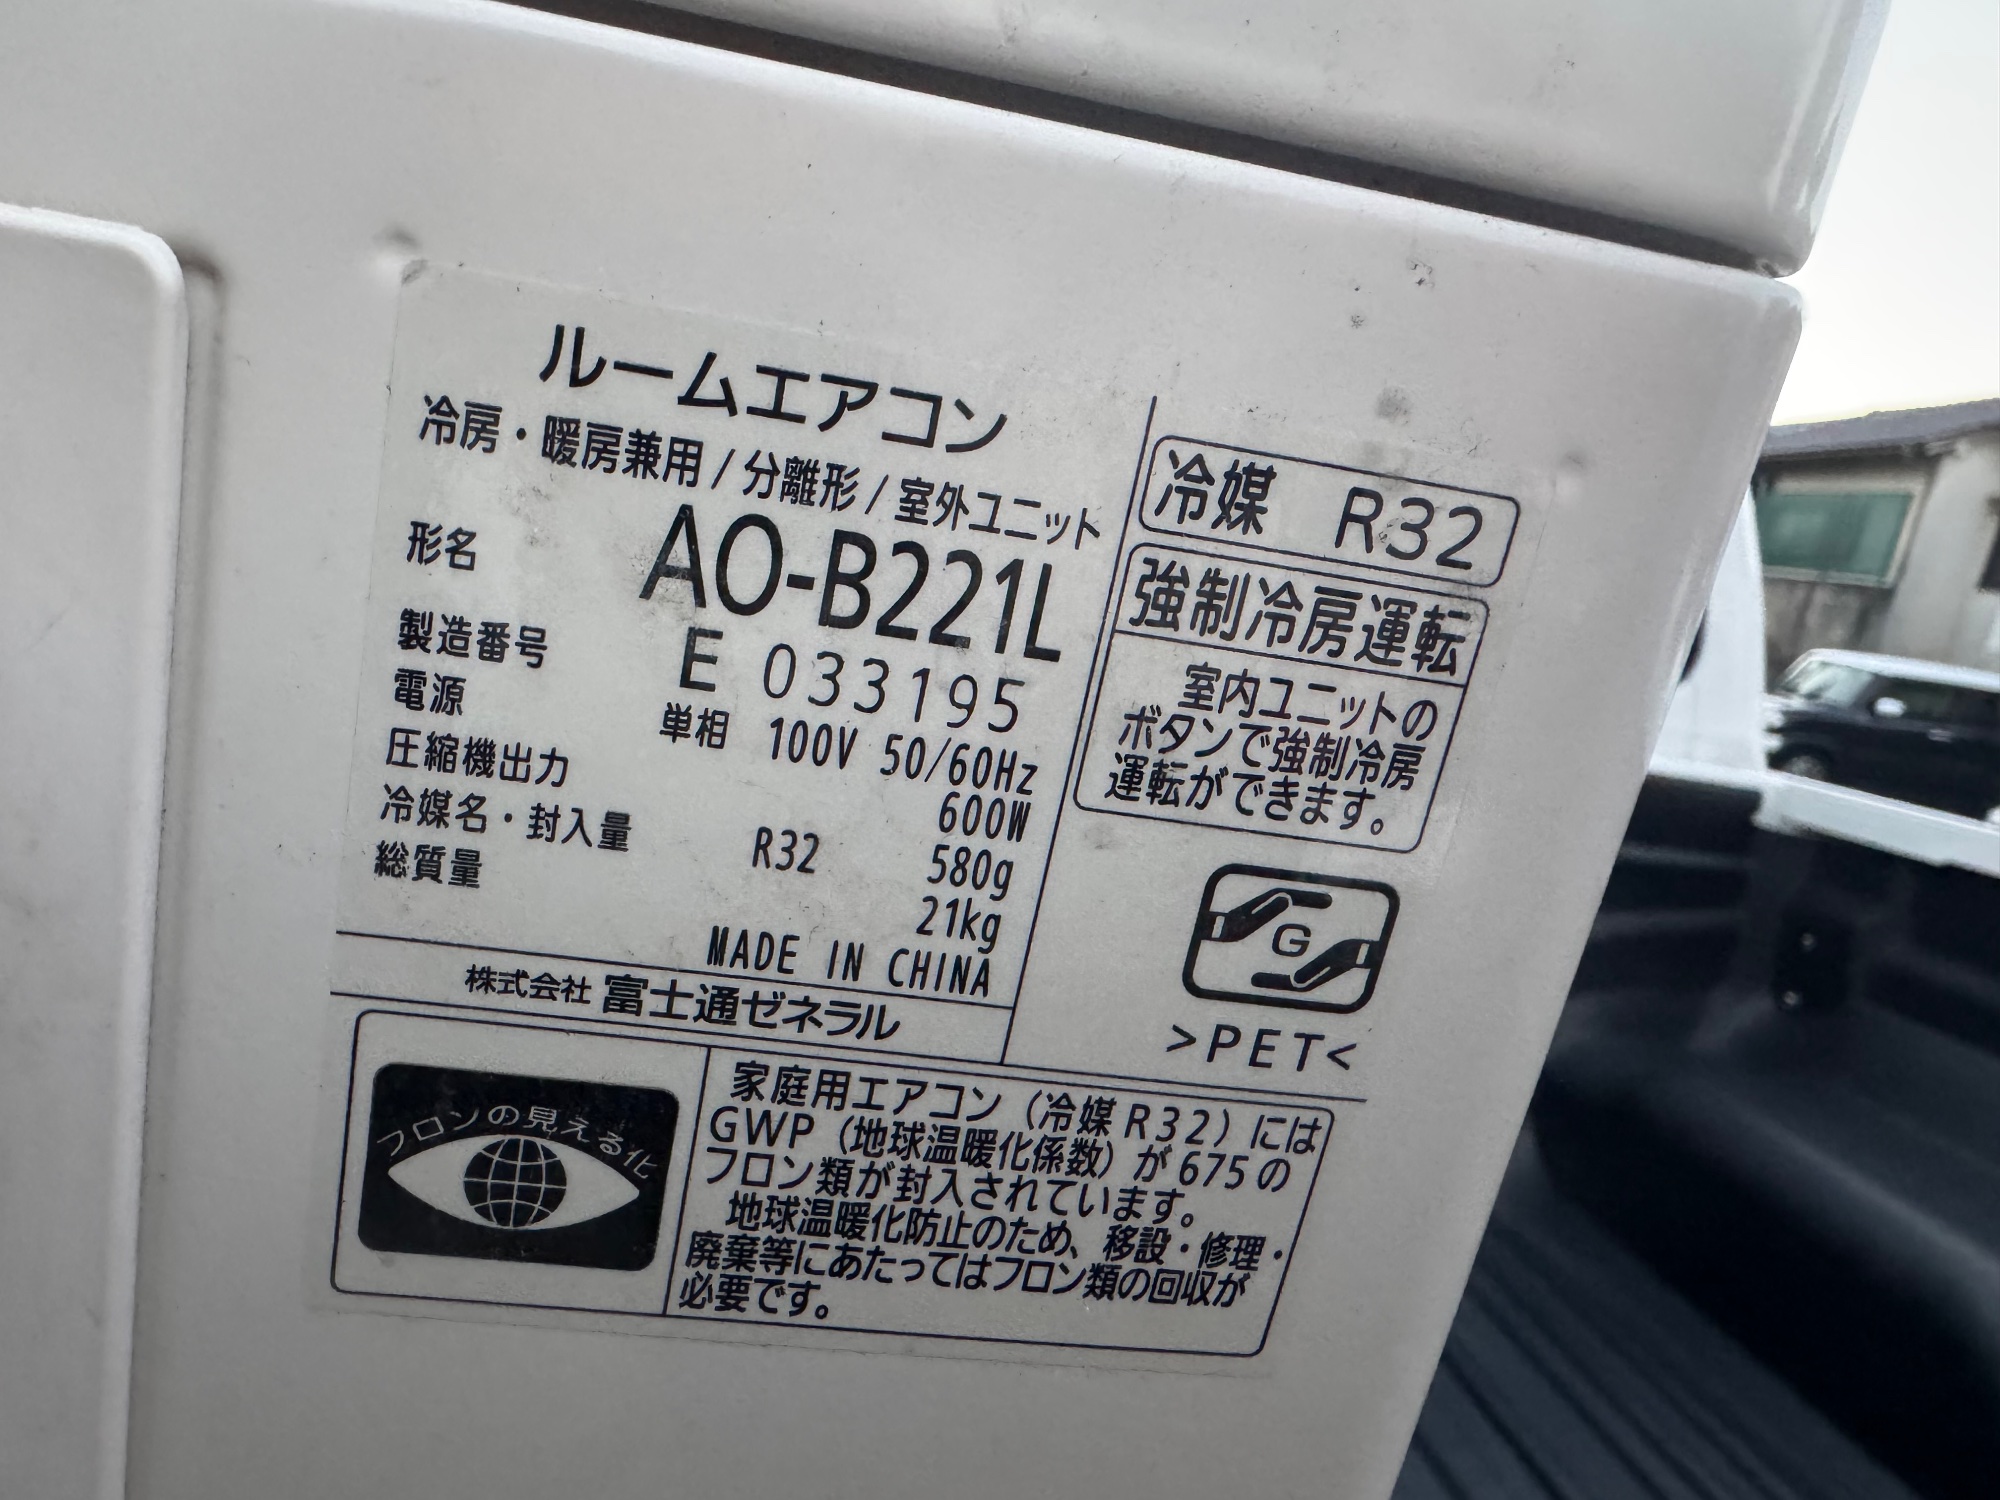 ルームエアコン
冷房・暖房兼用/分離形/室外ユニット
形名 AO-B221L
製造番号 E 033195
電源 単相 100V 50/60Hz
圧縮機出力 600W
冷媒名・封入量 R32 580g
総質量 21kg
MADE IN CHINA
株式会社 富士通ゼネラル
冷媒 R32
強制冷房運転
室内ユニットの
ボタンで強制冷房
運転ができます。
G
>PET<
フロンの見える化
家庭用エアコン(冷媒R32)には
GWP(地球温暖化係数)が675の
フロン類が封入されています。
地球温暖化防止のため、移設・修理・
廃棄等にあたってはフロン類の回収が
必要です。